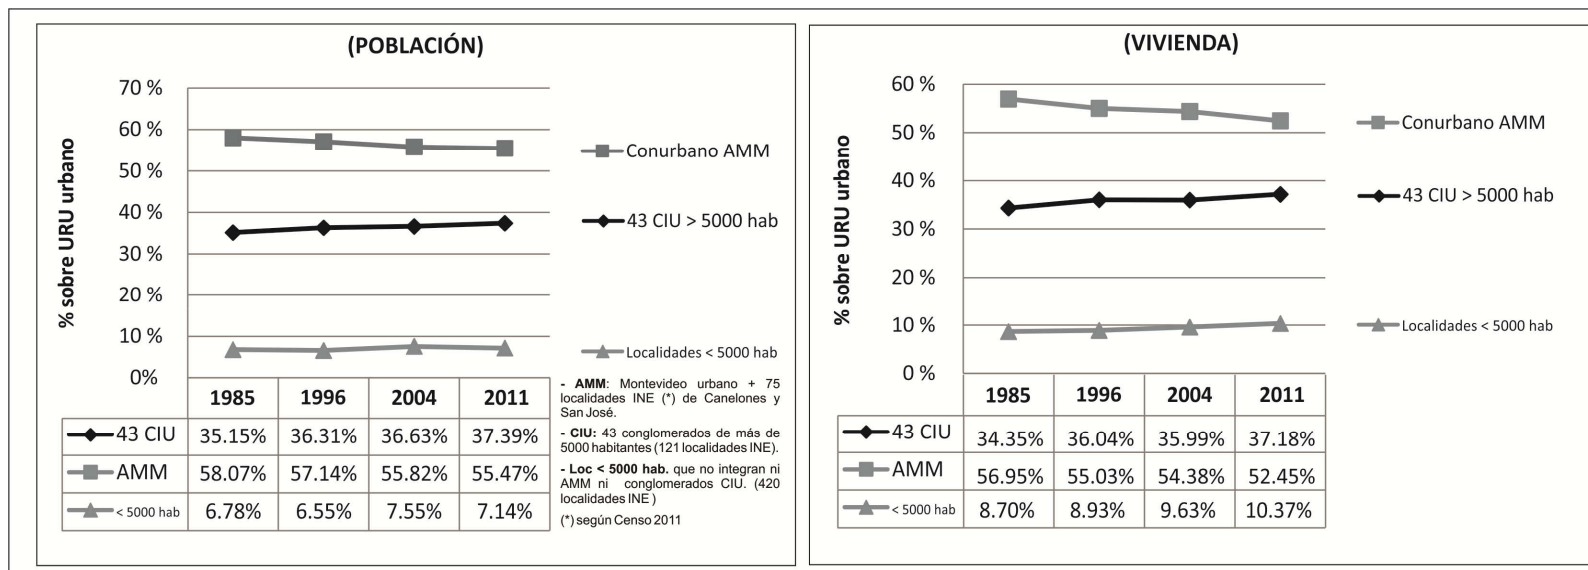 (POBLACIÓN)
% sobre URU urbano
70 %
60 %
50 %
40 %
30 %
20 %
10 %
0%
Conurbano AMM
43 CIU > 5000 hab
Localidades < 5000 hab
1985 1996 2004 2011
43 CIU 35.15% 36.31% 36.63% 37.39%
AMM 58.07% 57.14% 55.82% 55.47%
< 5000 hab 6.78% 6.55% 7.55% 7.14%
- AMM: Montevideo urbano + 75
localidades INE (*) de Canelones y
San José.
- CIU: 43 conglomerados de más de
5000 habitantes (121 localidades INE).
- Loc < 5000 hab. que no integran ni
AMM ni conglomerados CIU. (420
localidades INE )
(*) según Censo 2011
(VIVIENDA)
% sobre URU urbano
60 %
50 %
40 %
30 %
20 %
10 %
0 %
Conurbano AMM
43 CIU > 5000 hab
Localidades < 5000 hab
1985 1996 2004 2011
43 CIU 34.35% 36.04% 35.99% 37.18%
AMM 56.95% 55.03% 54.38% 52.45%
< 5000 hab 8.70% 8.93% 9.63% 10.37%